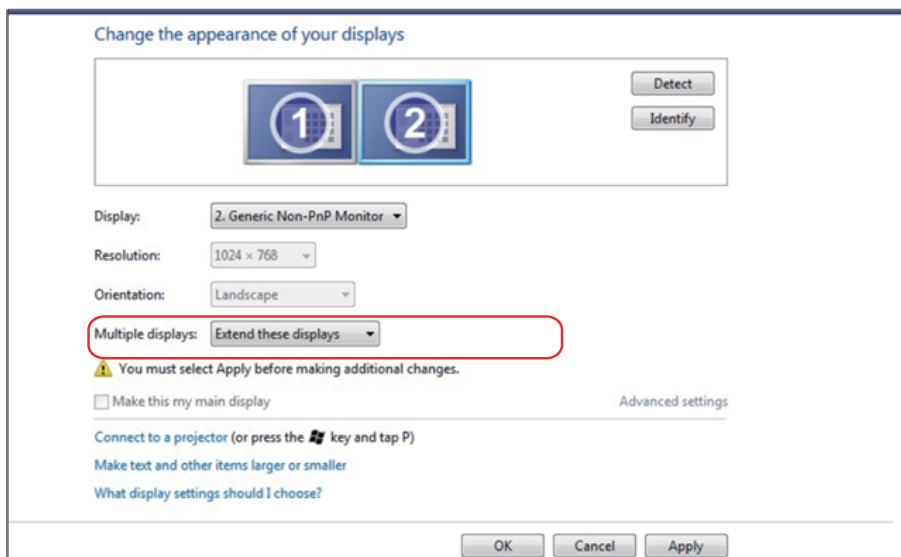 Change the appearance of your displays
1
2
Detect
Identify
Display: 2. Generic Non-PnP Monitor
Resolution: 1024 × 768
Orientation: Landscape
Multiple displays: Extend these displays
You must select Apply before making additional changes.
Make this my main display Advanced settings
Connect to a projector (or press the key and tap P)
Make text and other items larger or smaller
What display settings should I choose?
OK Cancel Apply